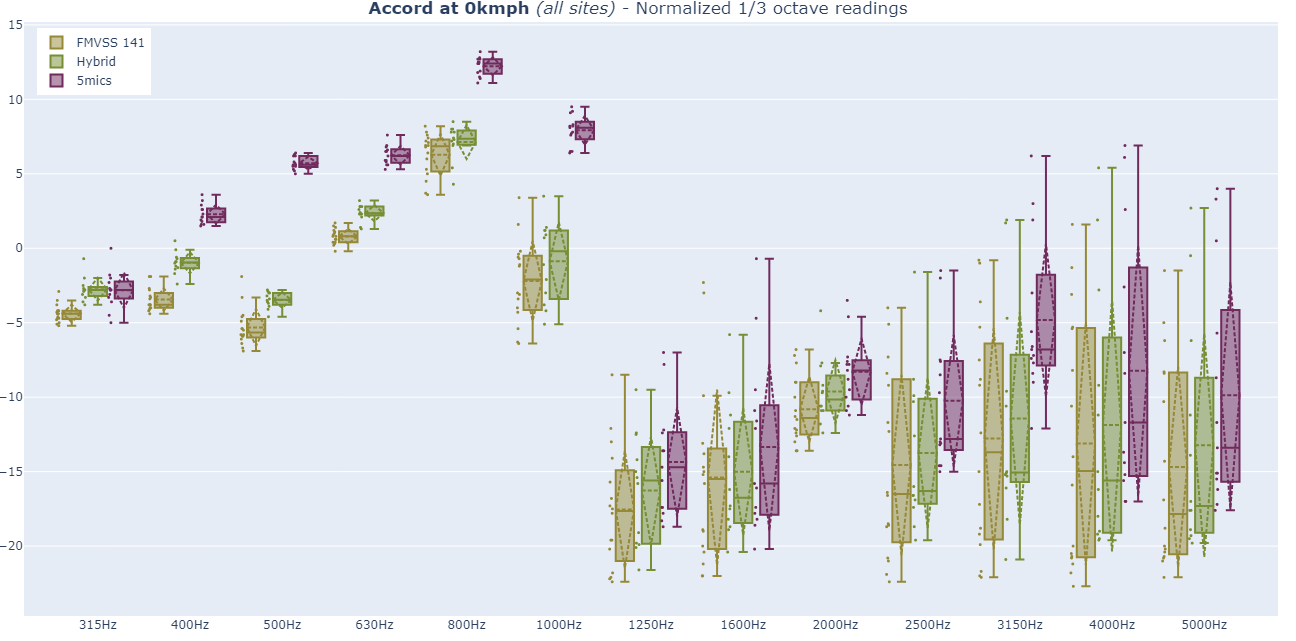 Accord at 0kmph (all sites) - Normalized 1/3 octave readings
15
10
5
0
−5
−10
−15
−20
FMVSS 141
Hybrid
5mics
315Hz 400Hz 500Hz 630Hz 800Hz 1000Hz 1250Hz 1600Hz 2000Hz 2500Hz 3150Hz 4000Hz 5000Hz